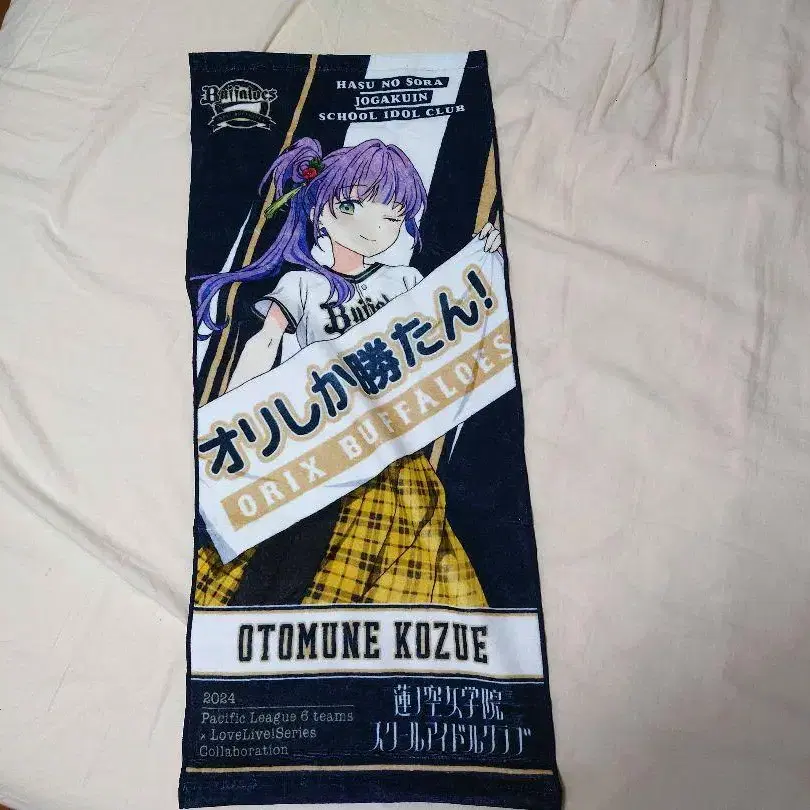 Buffaloes
HASU NO SORA
JOGAKUIN
SCHOOL IDOL CLUB
オリしか勝たん!
ORIX BUFFALOES
OTOMUNE KOZUE
2024
Pacific League 6 teams
× LoveLive!Series
Collaboration
蓮ノ空女学院
スクールアイドルクラブ